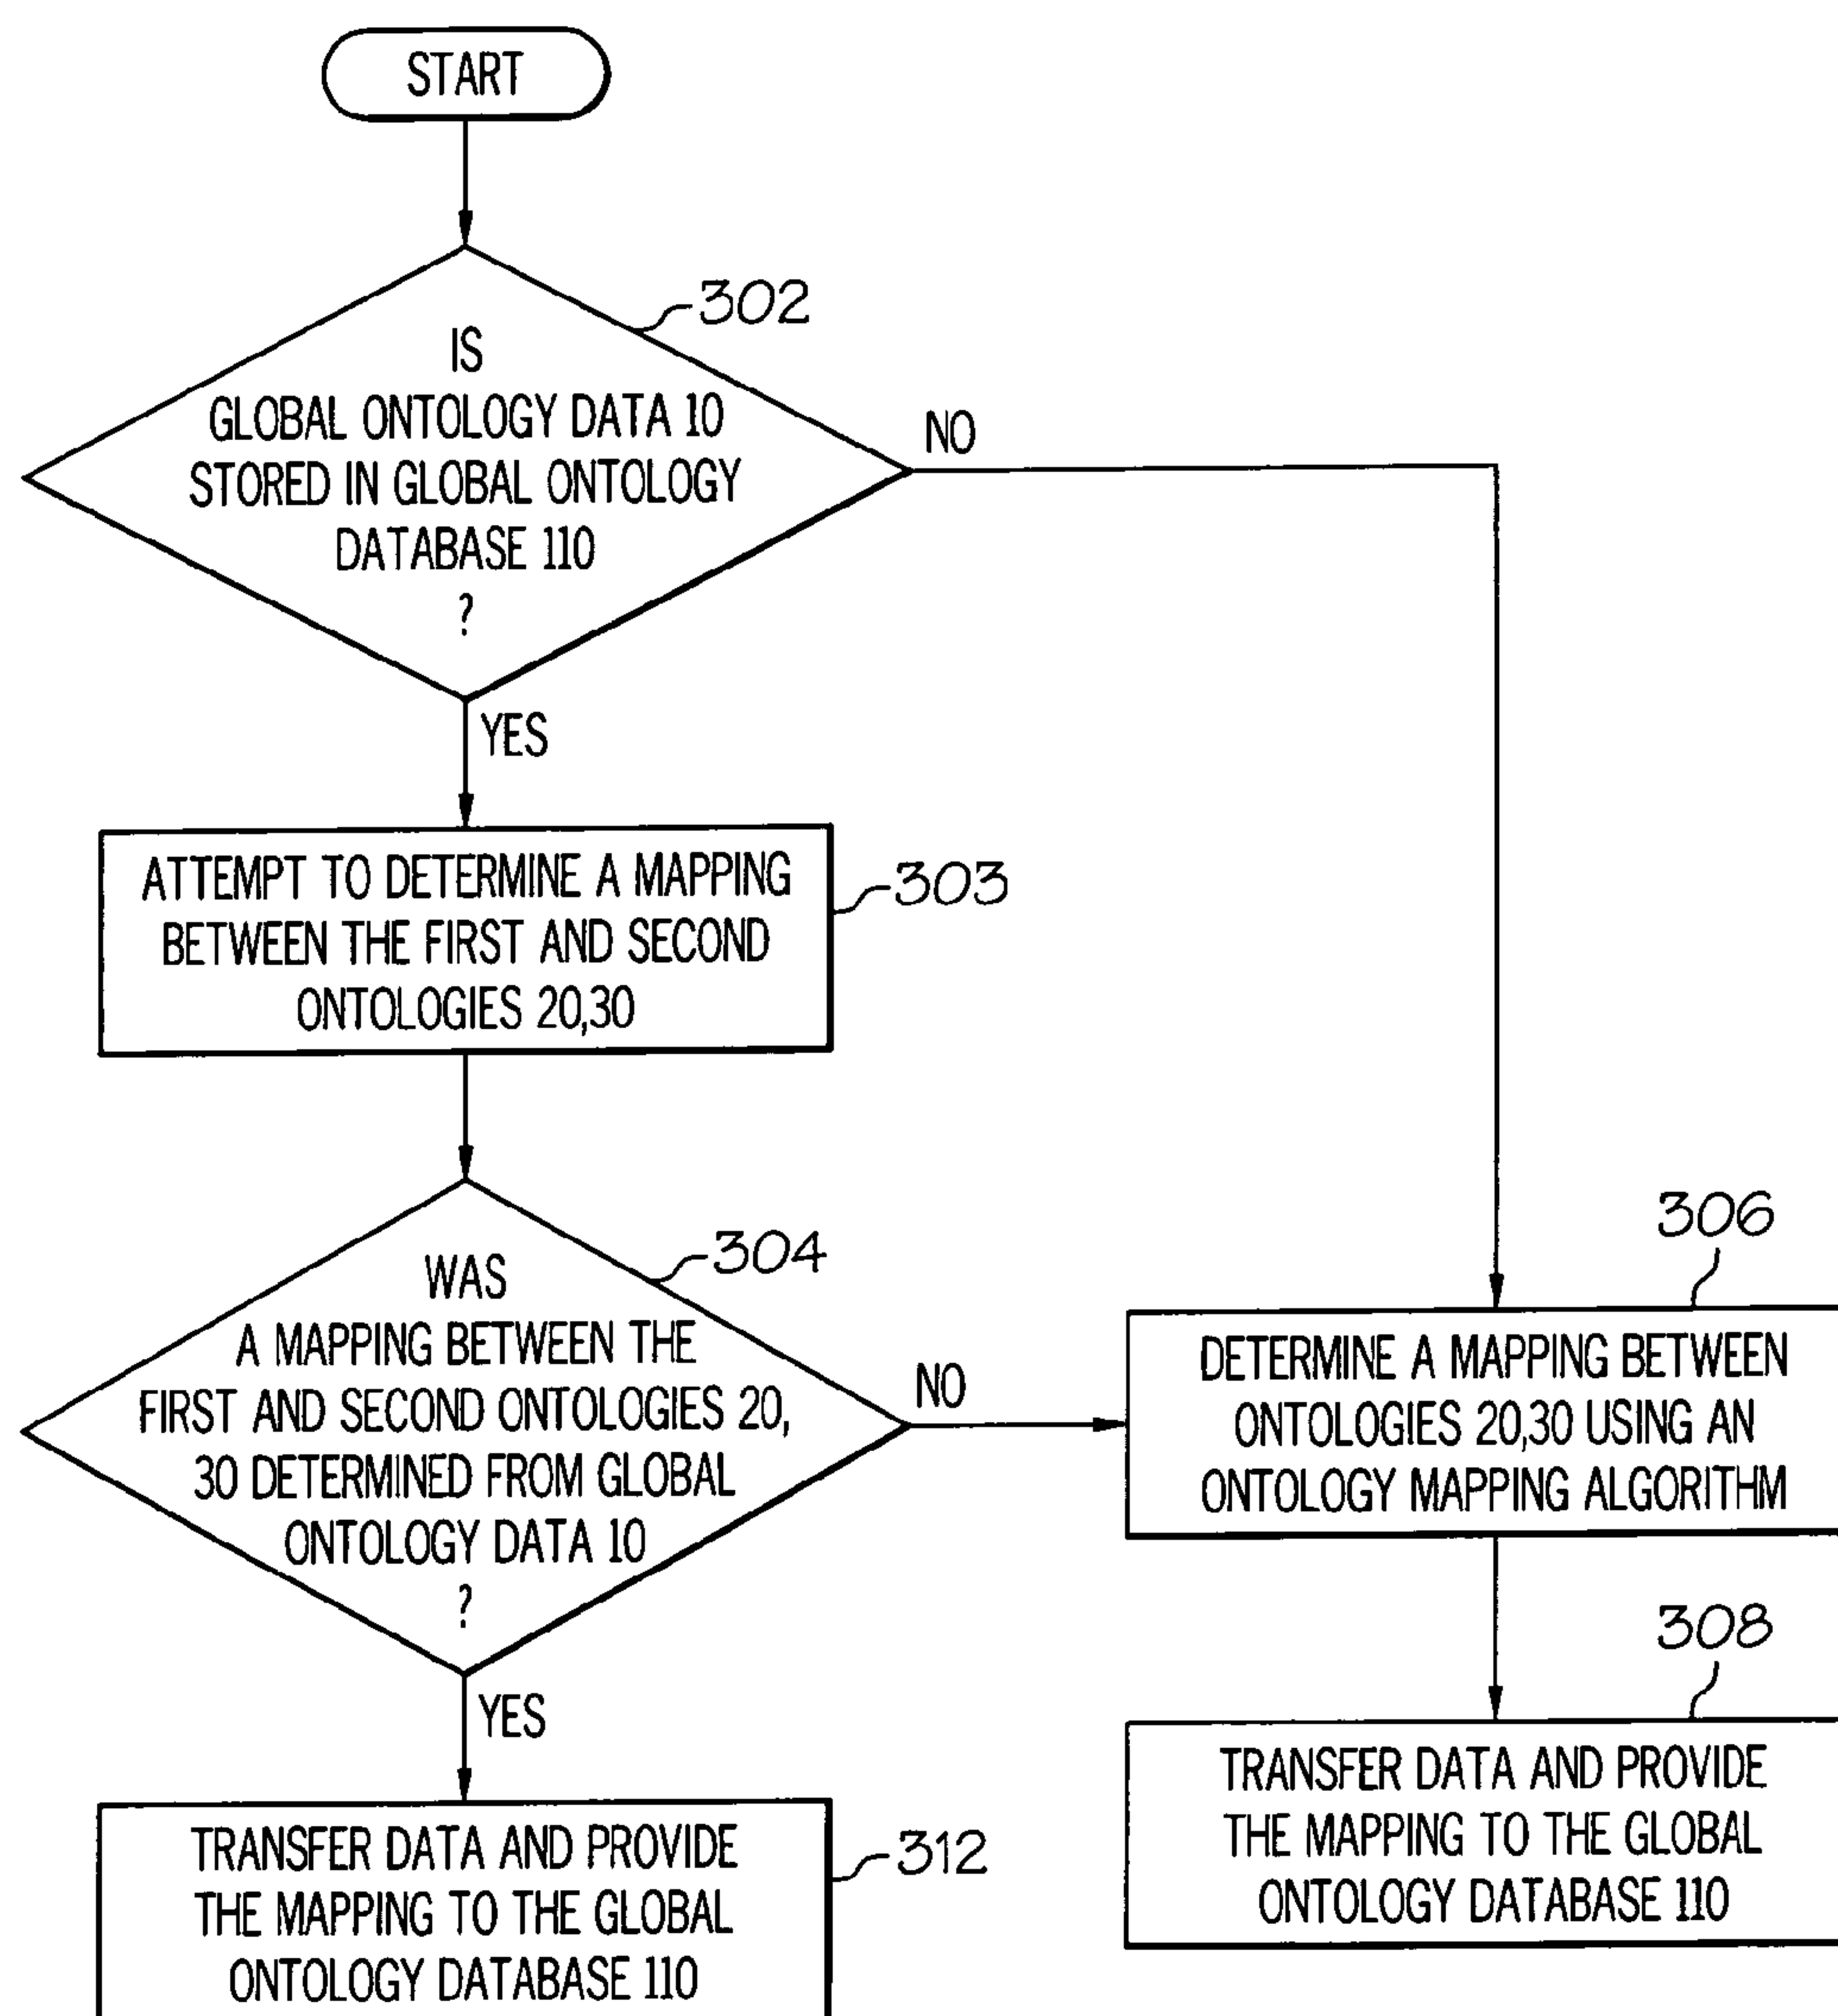 START
302
IS
GLOBAL ONTOLOGY DATA 10
STORED IN GLOBAL ONTOLOGY
DATABASE 110
?
NO
YES
ATTEMPT TO DETERMINE A MAPPING
BETWEEN THE FIRST AND SECOND
ONTOLOGIES 20,30
303
304
WAS
A MAPPING BETWEEN THE
FIRST AND SECOND ONTOLOGIES 20,
30 DETERMINED FROM GLOBAL
ONTOLOGY DATA 10
?
NO
YES
306
DETERMINE A MAPPING BETWEEN
ONTOLOGIES 20,30 USING AN
ONTOLOGY MAPPING ALGORITHM
308
TRANSFER DATA AND PROVIDE
THE MAPPING TO THE GLOBAL
ONTOLOGY DATABASE 110
TRANSFER DATA AND PROVIDE
THE MAPPING TO THE GLOBAL
ONTOLOGY DATABASE 110
312